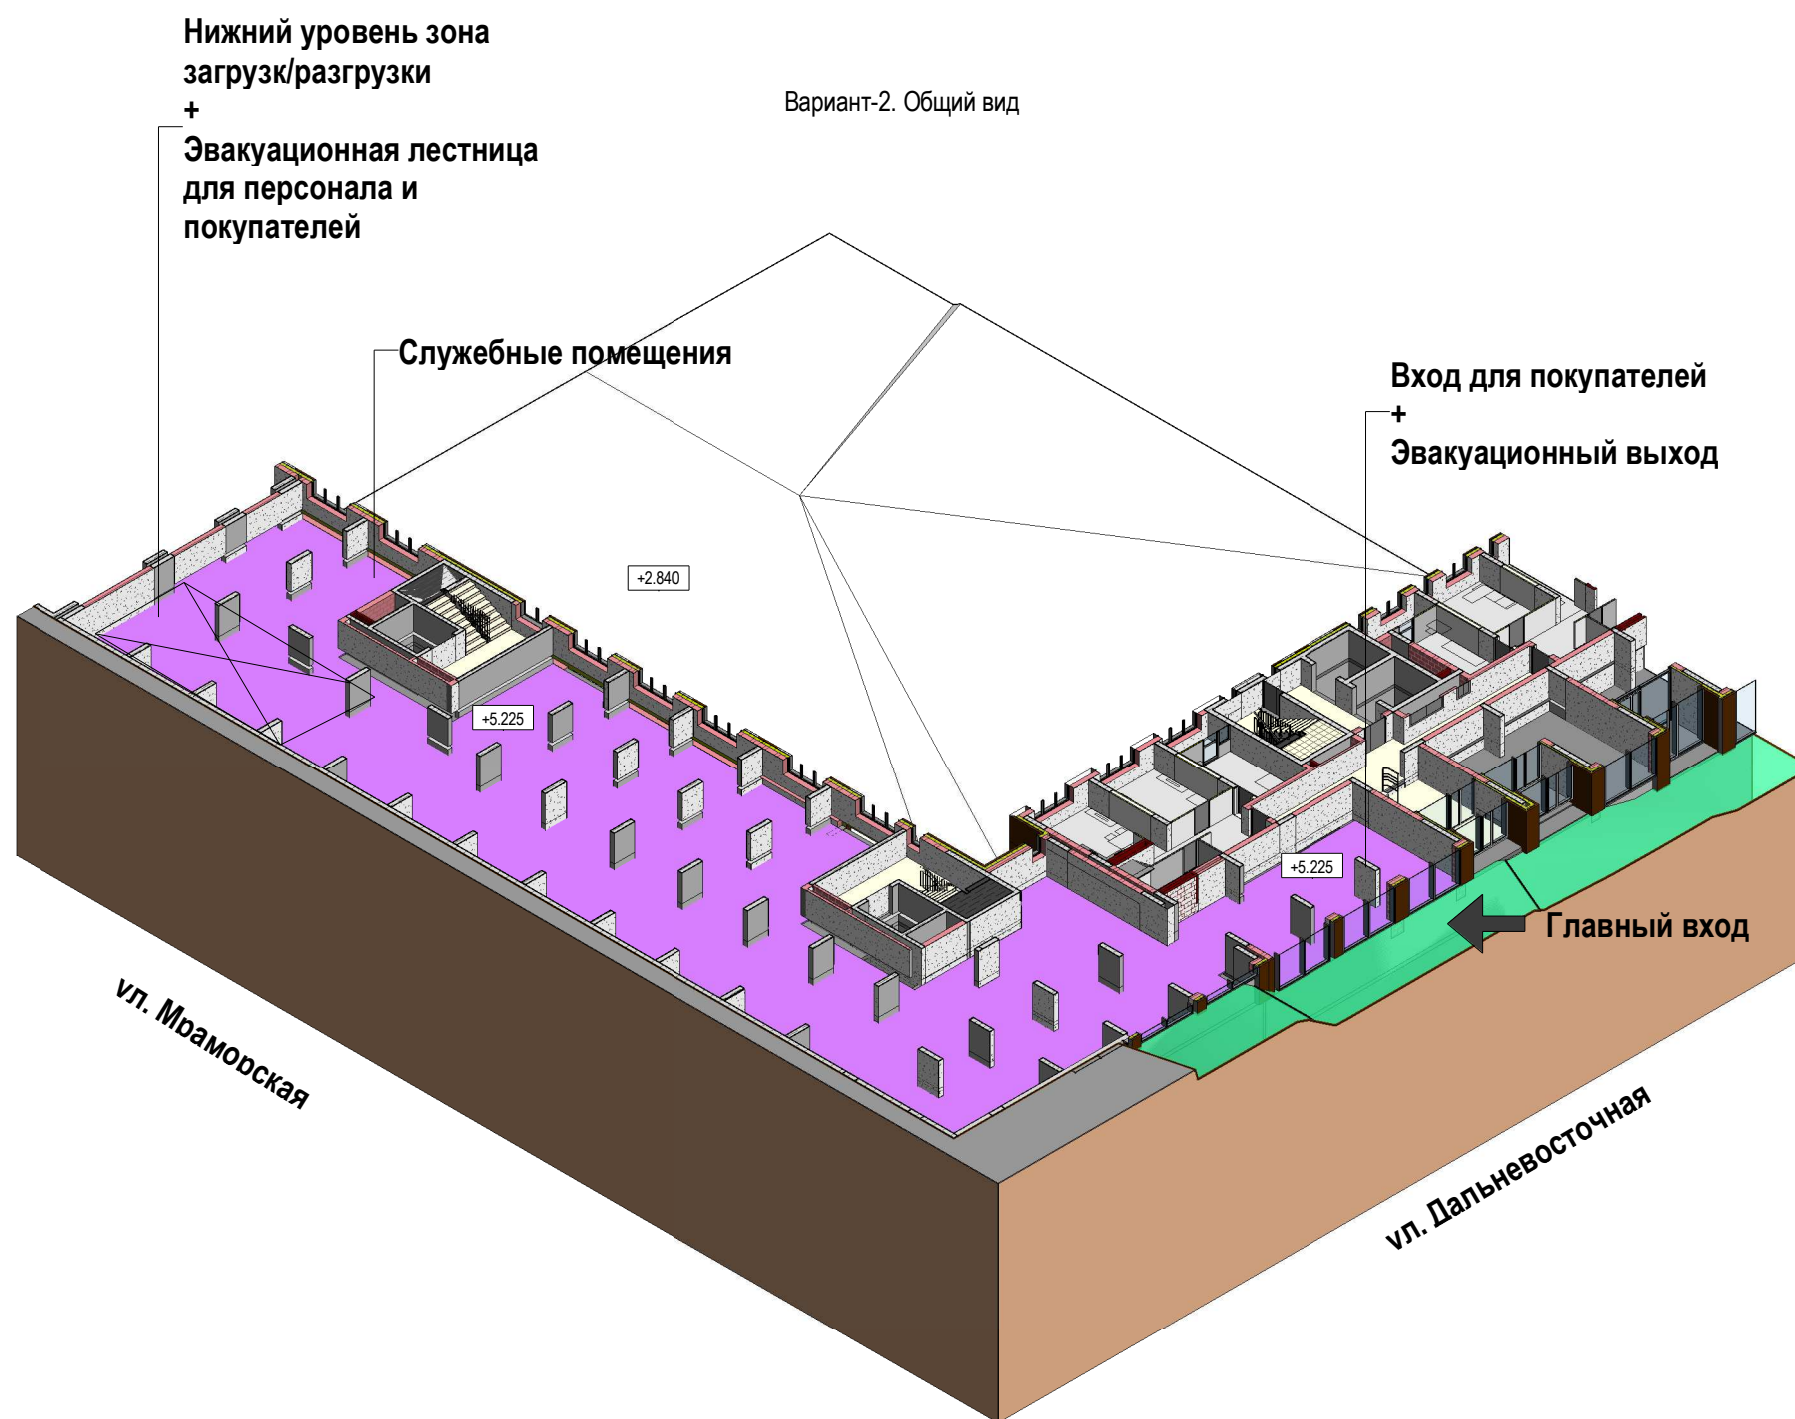 Нижний уровень зона
загрузк/разгрузки
+
Эвакуационная лестница
для персонала и
покупателей
Вариант-2. Общий вид
Служебные помещения
Вход для покупателей
+
Эвакуационный выход
+2.840
+5.225
+5.225
Главный вход
ул. Мраморская
ул. Дальневосточная